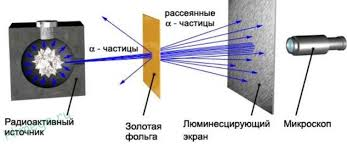 α - частицы
рассеянные
α - частицы
Радиоактивный
источник
Золотая
фольга
Люминесцирующий
экран
Микроскоп